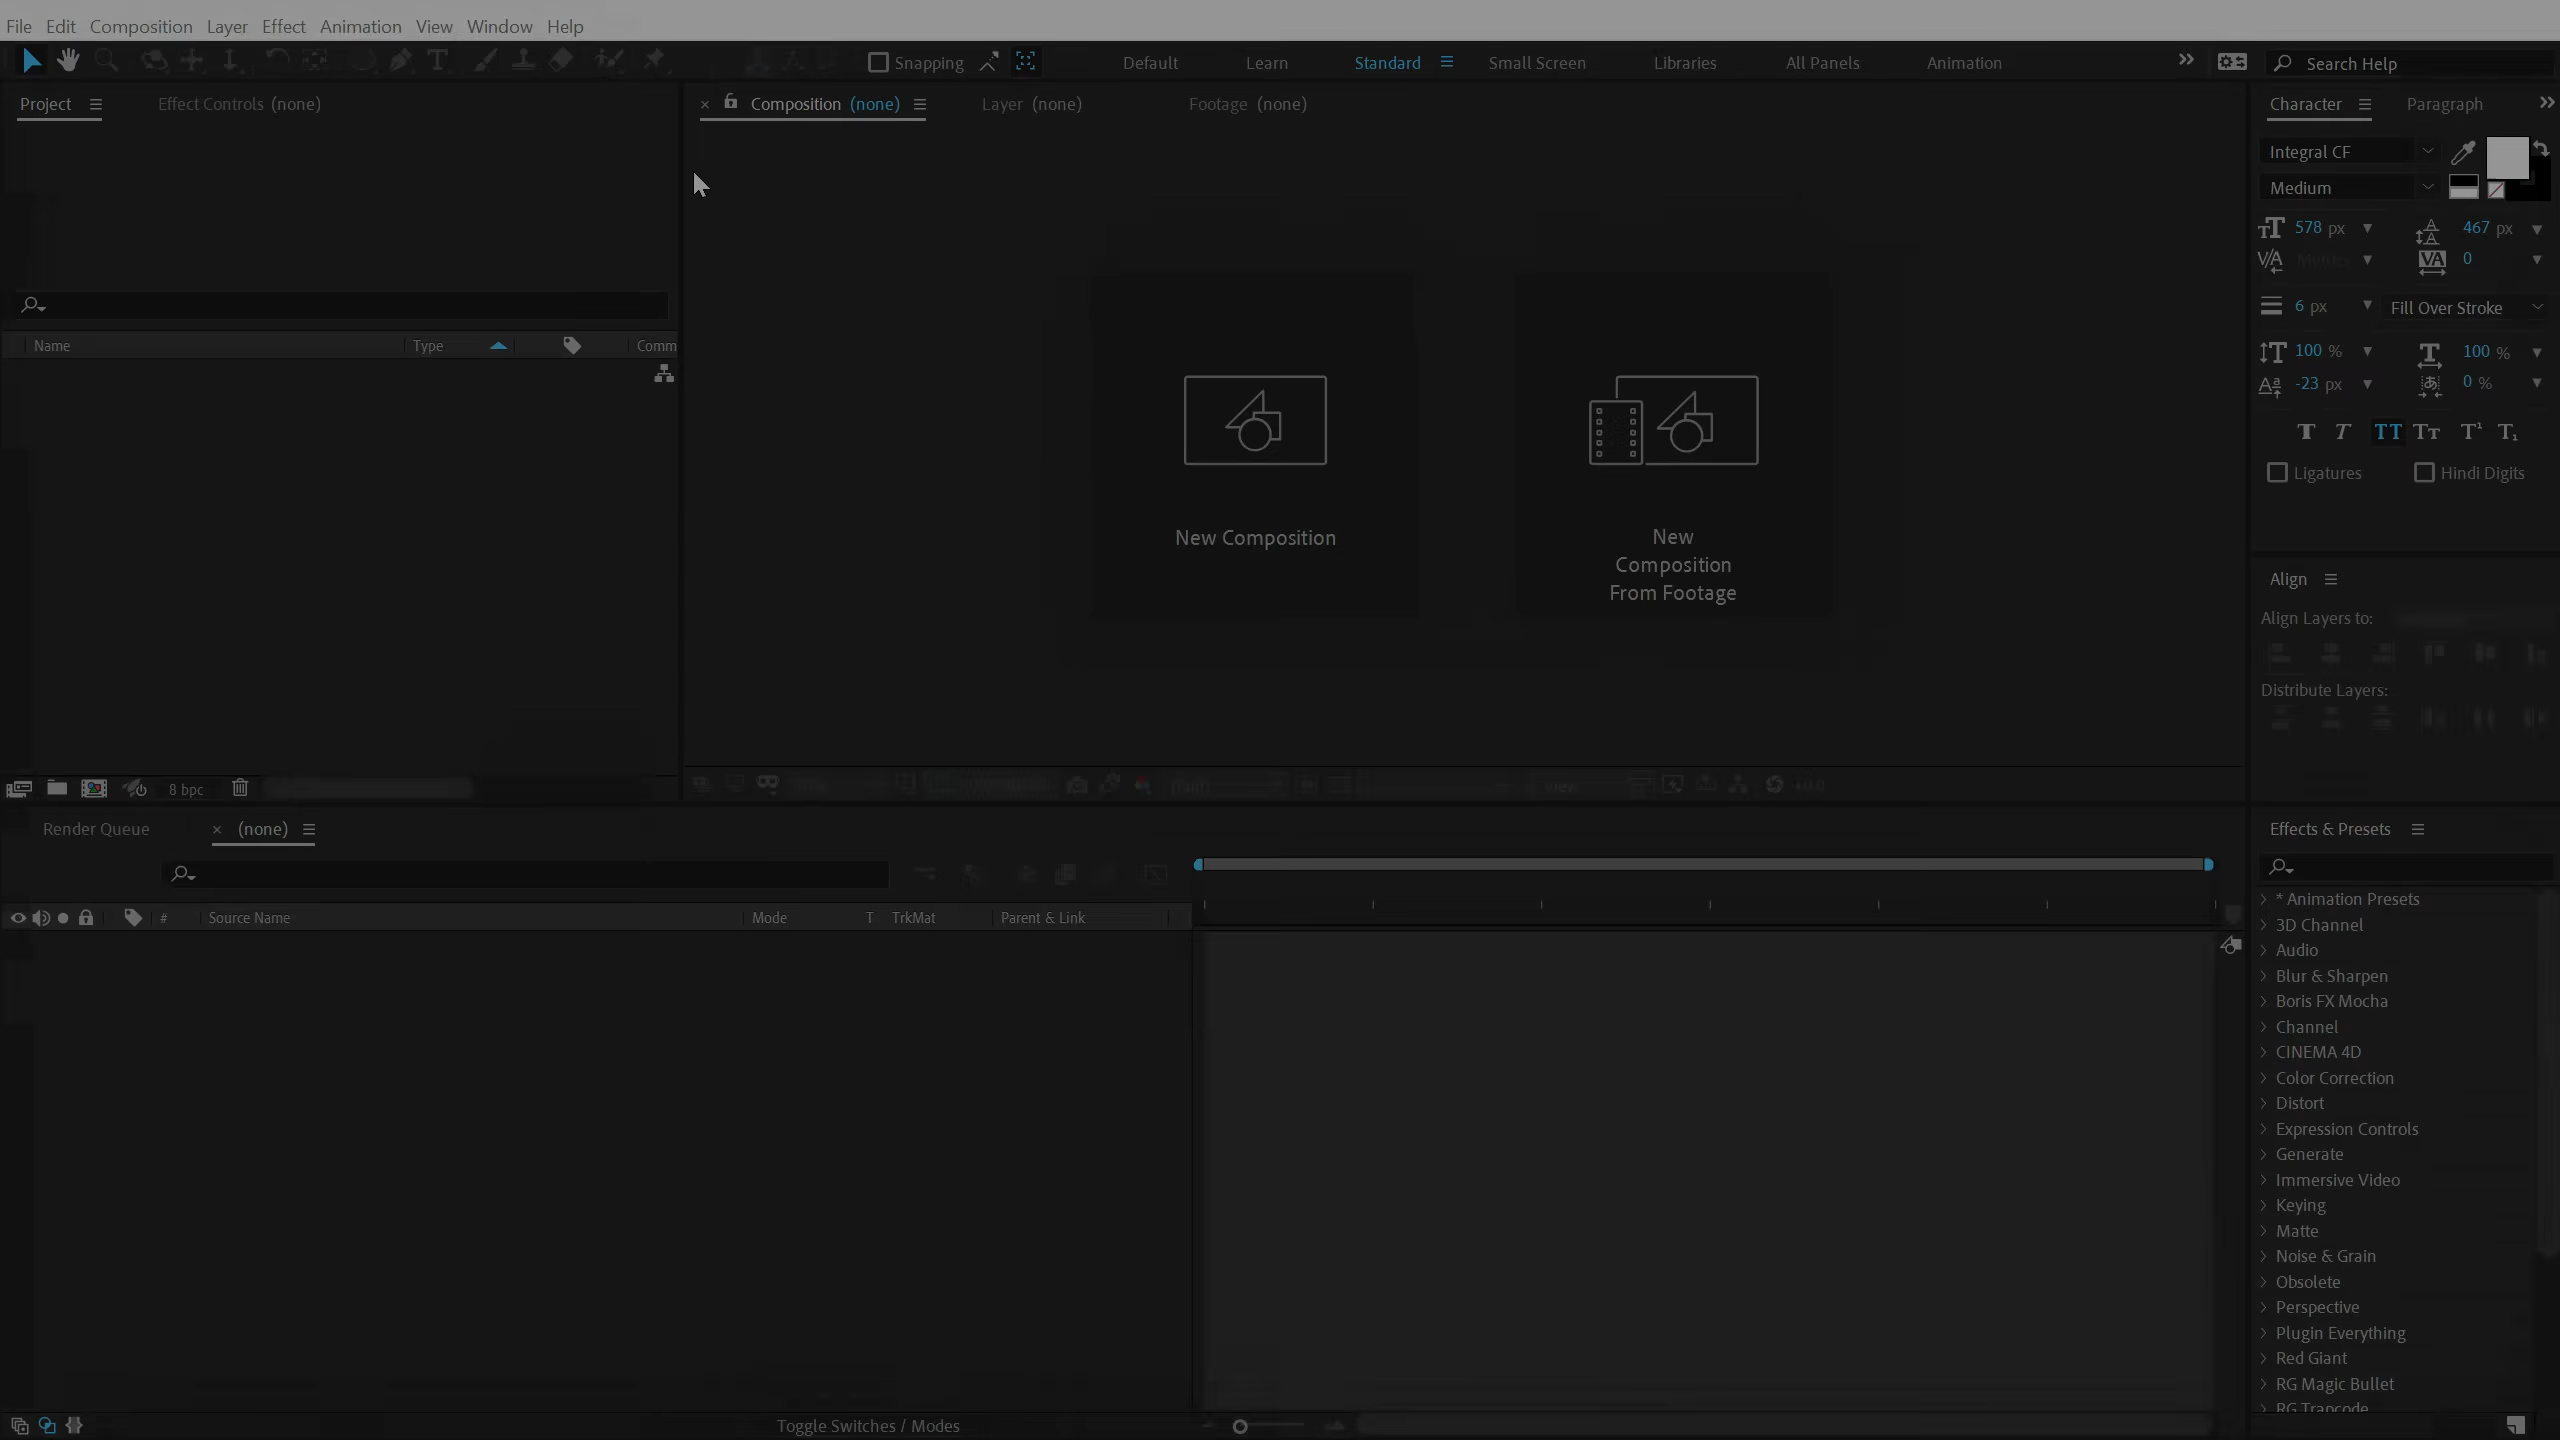 File Edit Composition Layer Effect Animation View Window Help
Snapping Default Learn Standard Small Screen Libraries All Panels Animation Search Help
Project Effect Controls (none) Composition (none) Layer (none) Footage (none) Character Paragraph
Integral CF
Medium
578 px 467 px
0
6 px Fill Over Stroke
Name Type Comm
100 % 100 %
-23 px 0 %
Ligatures Hindi Digits
New Composition
New
Composition
From Footage
Align
Align Layers to:
Distribute Layers:
8 bpc
Render Queue (none) Effects & Presets
# Source Name Mode T TrkMat Parent & Link
* Animation Presets
3D Channel
Audio
Blur & Sharpen
Boris FX Mocha
Channel
CINEMA 4D
Color Correction
Distort
Expression Controls
Generate
Immersive Video
Keying
Matte
Noise & Grain
Obsolete
Perspective
Plugin Everything
Red Giant
RG Magic Bullet
RG Trapcode
Toggle Switches / Modes